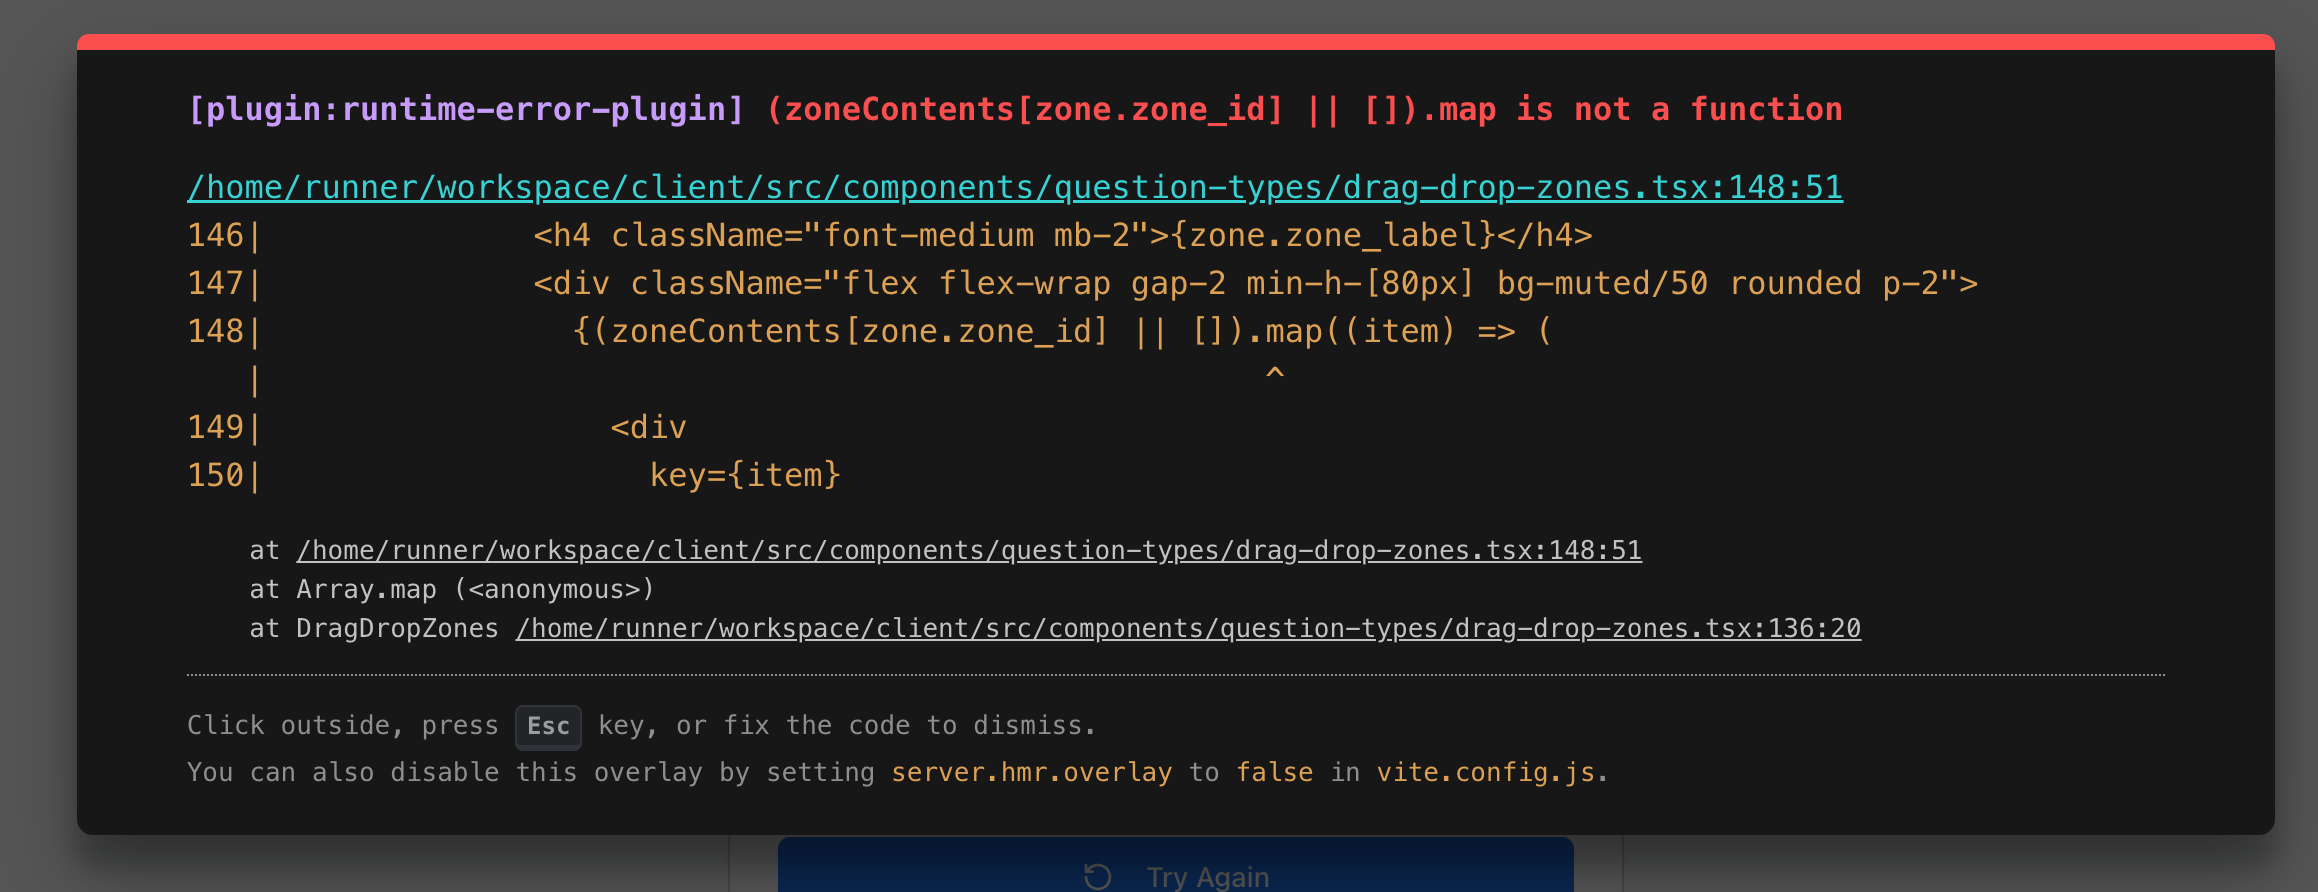 [plugin:runtime-error-plugin] (zoneContents[zone.zone_id] || []).map is not a function
/home/runner/workspace/client/src/components/question-types/drag-drop-zones.tsx:148:51
146|              <h4 className="font-medium mb-2">{zone.zone_label}</h4>
147|              <div className="flex flex-wrap gap-2 min-h-[80px] bg-muted/50 rounded p-2">
148|                {(zoneContents[zone.zone_id] || []).map((item) => (
   |                                                    ^
149|                  <div
150|                    key={item}
    at /home/runner/workspace/client/src/components/question-types/drag-drop-zones.tsx:148:51
    at Array.map (<anonymous>)
    at DragDropZones /home/runner/workspace/client/src/components/question-types/drag-drop-zones.tsx:136:20
Click outside, press Esc key, or fix the code to dismiss.
You can also disable this overlay by setting server.hmr.overlay to false in vite.config.js.
Try Again